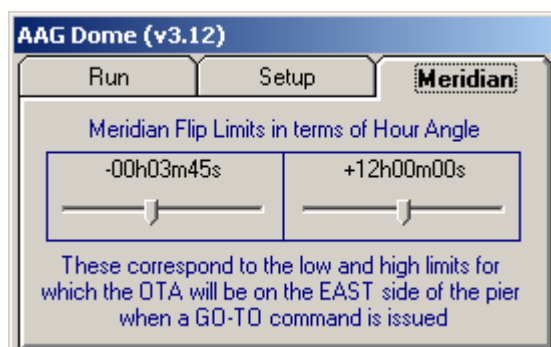 AAG Dome (v3.12)
Run Setup Meridian
Meridian Flip Limits in terms of Hour Angle
-00h03m45s +12h00m00s
These correspond to the low and high limits for
which the OTA will be on the EAST side of the pier
when a GO-TO command is issued